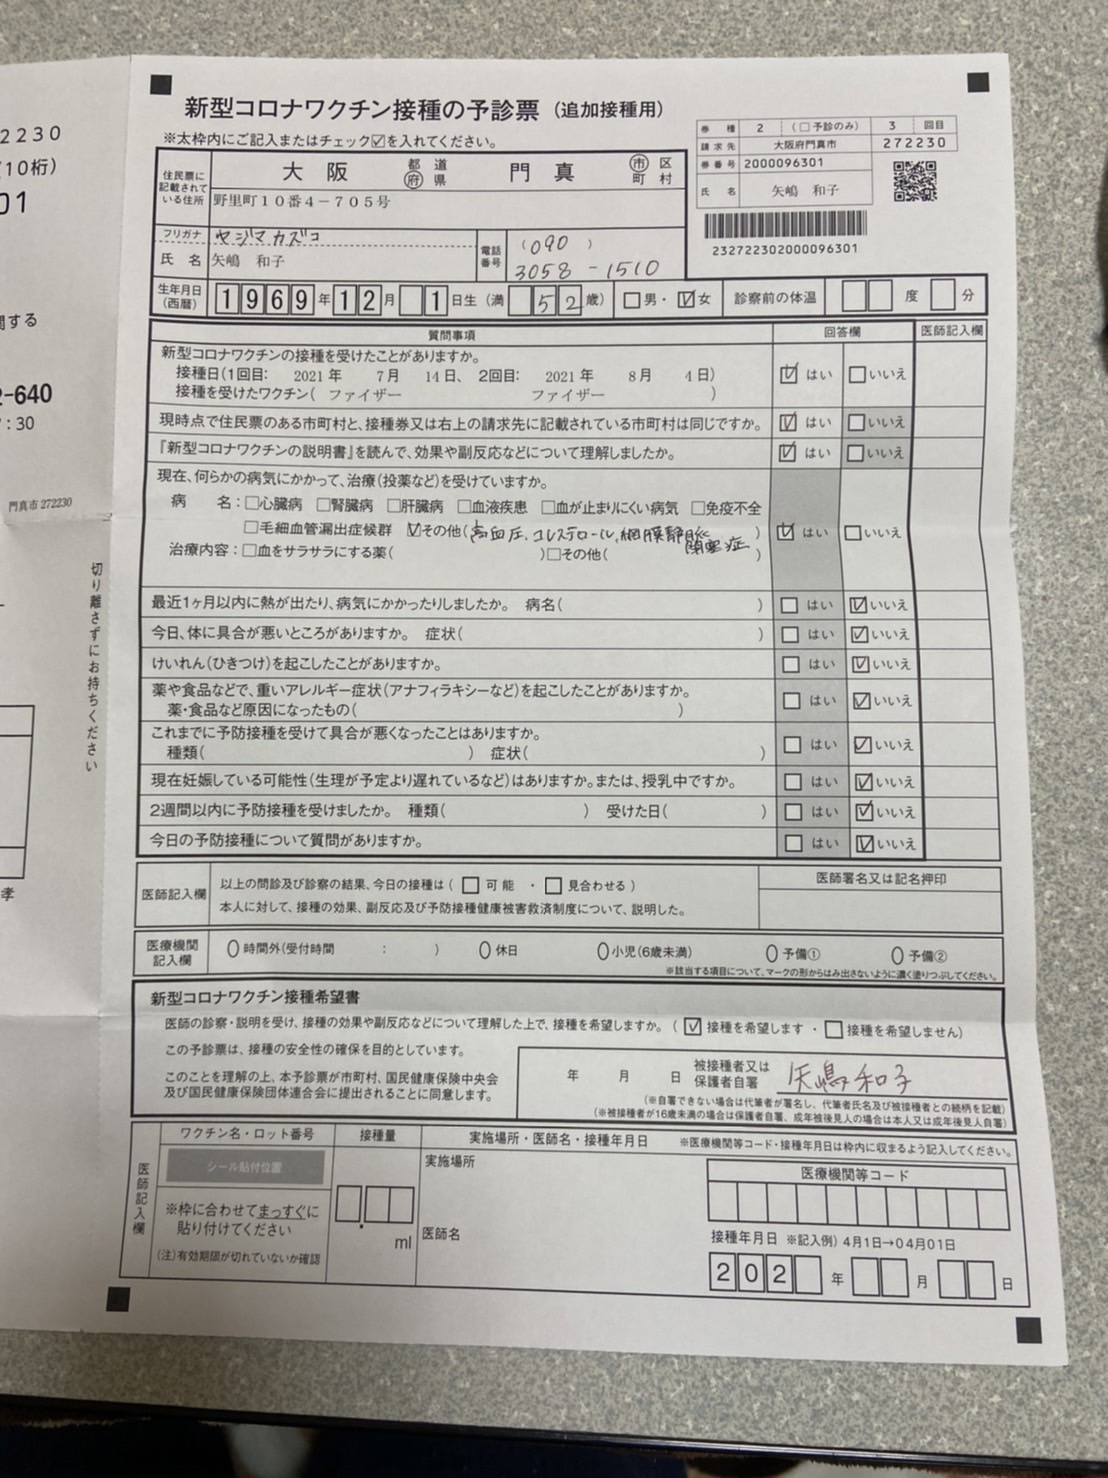 2230
(10桁)
01
関する
2-640
:30
門真市 272230
切り離さずにお持ちください
孝
新型コロナワクチン接種の予診票(追加接種用)
※太枠内にご記入またはチェック☑を入れてください。
券種 2 (□予診のみ) 3 回目
請求先 大阪府門真市 272230
券番号 2000096301
氏名 矢嶋 和子
232722302000096301
住民票に記載されている住所 大阪 都道府県 門真 市区町村
野里町10番4-705号
フリガナ ヤジマ カズコ
氏名 矢嶋 和子
電話番号 (090) 3058-1510
生年月日(西暦) 1969年12月 1日生(満 52歳) □男・☑女 診察前の体温 度 分
質問事項 回答欄 医師記入欄
新型コロナワクチンの接種を受けたことがありますか。
接種日(1回目: 2021年 7月 14日、2回目: 2021年 8月 4日) ☑はい □いいえ
接種を受けたワクチン( ファイザー ファイザー )
現時点で住民票のある市町村と、接種券又は右上の請求先に記載されている市町村は同じですか。 ☑はい □いいえ
『新型コロナワクチンの説明書』を読んで、効果や副反応などについて理解しましたか。 ☑はい □いいえ
現在、何らかの病気にかかって、治療(投薬など)を受けていますか。
病名:□心臓病 □腎臓病 □肝臓病 □血液疾患 □血が止まりにくい病気 □免疫不全
□毛細血管漏出症候群 ☑その他(高血圧、コレステロール、網膜静脈閉塞症) ☑はい □いいえ
治療内容:□血をサラサラにする薬( )□その他( )
最近1ヶ月以内に熱が出たり、病気にかかったりしましたか。 病名( ) □はい ☑いいえ
今日、体に具合が悪いところがありますか。 症状( ) □はい ☑いいえ
けいれん(ひきつけ)を起こしたことがありますか。 □はい ☑いいえ
薬や食品などで、重いアレルギー症状(アナフィラキシーなど)を起こしたことがありますか。
薬・食品など原因になったもの( ) □はい ☑いいえ
これまでに予防接種を受けて具合が悪くなったことはありますか。
種類( ) 症状( ) □はい ☑いいえ
現在妊娠している可能性(生理が予定より遅れているなど)はありますか。または、授乳中ですか。 □はい ☑いいえ
2週間以内に予防接種を受けましたか。 種類( ) 受けた日( ) □はい ☑いいえ
今日の予防接種について質問がありますか。 □はい ☑いいえ
医師記入欄
以上の問診及び診察の結果、今日の接種は(□可能・□見合わせる)
本人に対して、接種の効果、副反応及び予防接種健康被害救済制度について、説明した。
医師署名又は記名押印
医療機関記入欄 時間外(受付時間 : ) 休日 小児(6歳未満) 予備① 予備②
※該当する項目について、マークの形からはみ出さないように濃く塗りつぶしてください。
新型コロナワクチン接種希望書
医師の診察・説明を受け、接種の効果や副反応などについて理解した上で、接種を希望しますか。(☑接種を希望します・□接種を希望しません)
この予診票は、接種の安全性の確保を目的としています。
このことを理解の上、本予診票が市町村、国民健康保険中央会
及び国民健康保険団体連合会に提出されることに同意します。
年 月 日 被接種者又は保護者自署 矢嶋和子
(※自署できない場合は代筆者が署名し、代筆者氏名及び被接種者との続柄を記載)
(※被接種者が16歳未満の場合は保護者自署、成年被後見人の場合は本人又は成年後見人自署)
医師記入欄
ワクチン名・ロット番号 接種量 実施場所・医師名・接種年月日 ※医療機関等コード・接種年月日は枠内に収まるよう記入してください。
シール貼付位置
※枠に合わせてまっすぐに
貼り付けてください
(注)有効期限が切れていないか確認
ml
実施場所
医師名
医療機関等コード
接種年月日 ※記入例)4月1日→04月01日
202 年 月 日